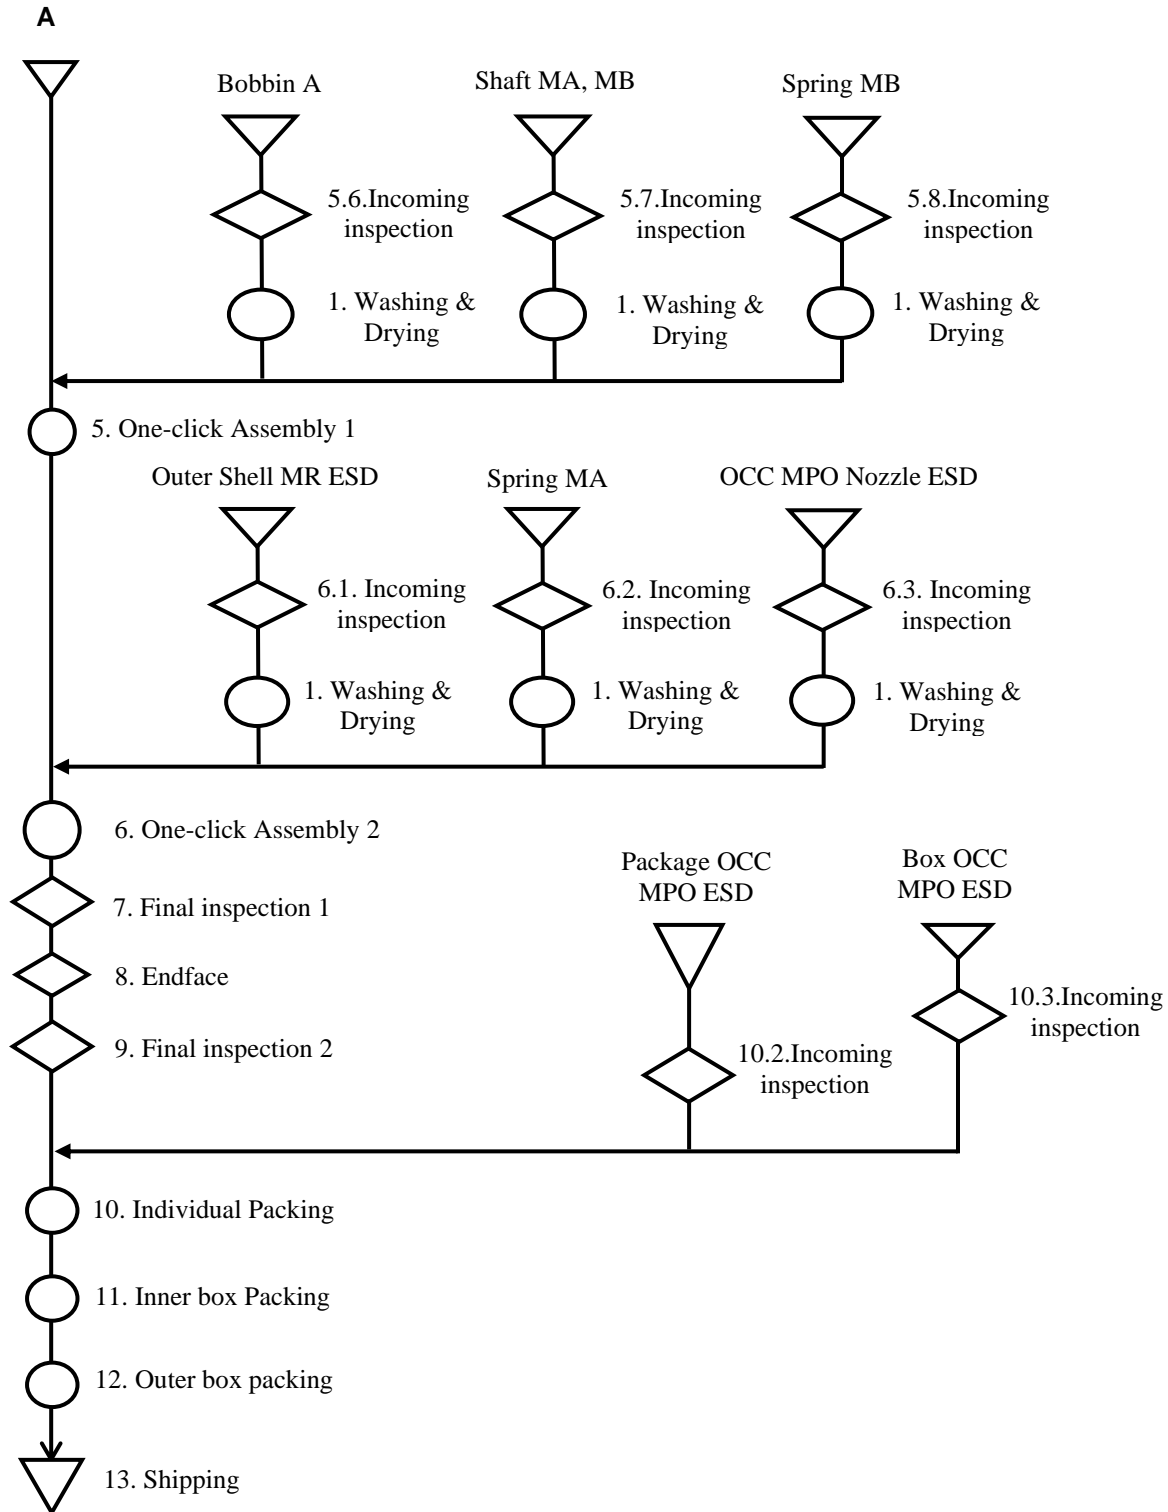 A
Bobbin A
Shaft MA, MB
Spring MB
5.6.Incoming
inspection
5.7.Incoming
inspection
5.8.Incoming
inspection
1. Washing &
Drying
1. Washing &
Drying
1. Washing &
Drying
5. One-click Assembly 1
Outer Shell MR ESD
Spring MA
OCC MPO Nozzle ESD
6.1. Incoming
inspection
6.2. Incoming
inspection
6.3. Incoming
inspection
1. Washing &
Drying
1. Washing &
Drying
1. Washing &
Drying
6. One-click Assembly 2
Package OCC
MPO ESD
Box OCC
MPO ESD
7. Final inspection 1
8. Endface
9. Final inspection 2
10.2.Incoming
inspection
10.3.Incoming
inspection
10. Individual Packing
11. Inner box Packing
12. Outer box packing
13. Shipping